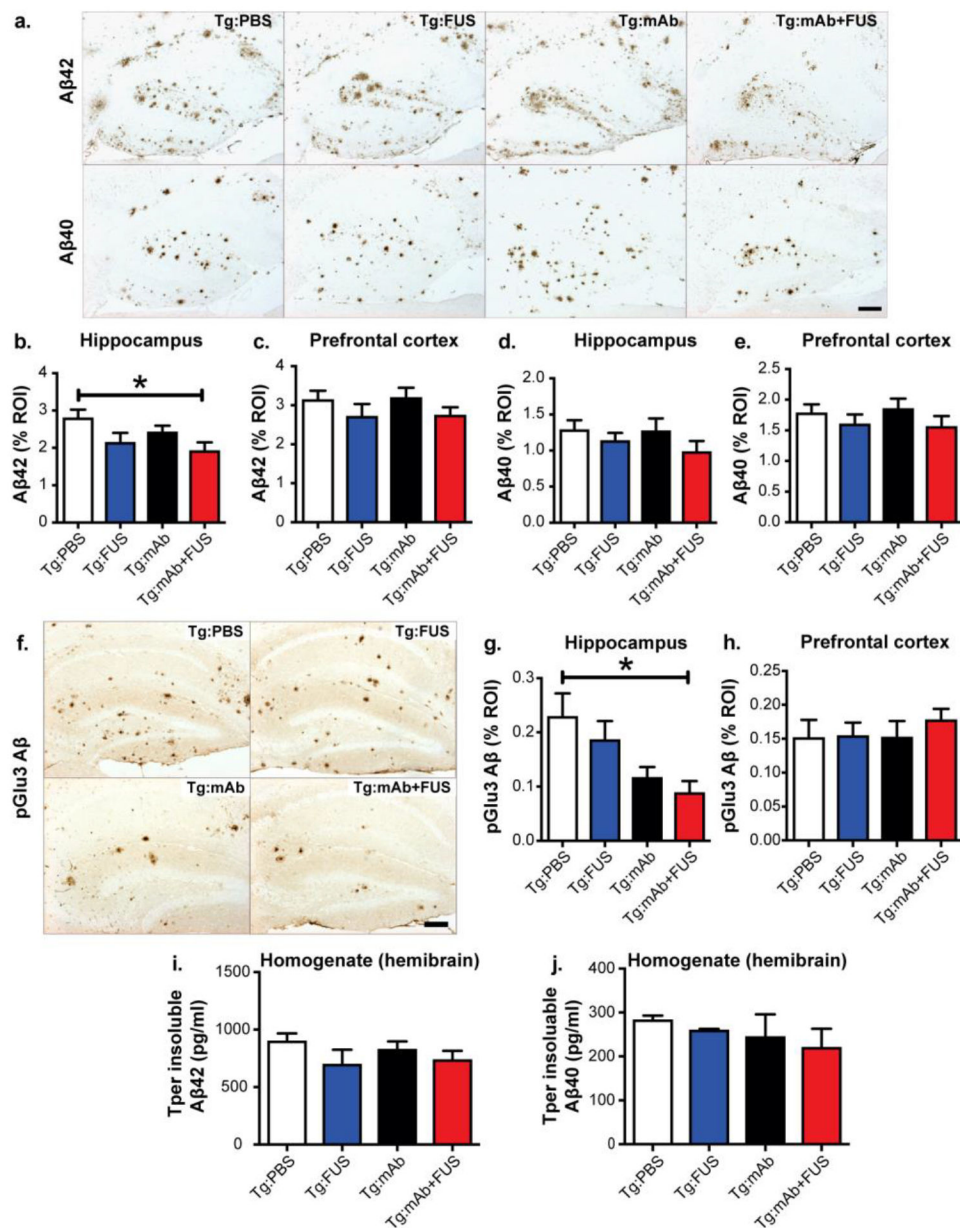 a.
Tg:PBS
Tg:FUS
Tg:mAb
Tg:mAb+FUS
Aβ42
Aβ40
b.
Hippocampus
Aβ42 (% ROI)
4
3
2
1
0
*
Tg:PBS
Tg:FUS
Tg:mAb
Tg:mAb+FUS
c.
Prefrontal cortex
Aβ42 (% ROI)
4
3
2
1
0
Tg:PBS
Tg:FUS
Tg:mAb
Tg:mAb+FUS
d.
Hippocampus
Aβ40 (% ROI)
2.0
1.5
1.0
0.5
0.0
Tg:PBS
Tg:FUS
Tg:mAb
Tg:mAb+FUS
e.
Prefrontal cortex
Aβ40 (% ROI)
2.5
2.0
1.5
1.0
0.5
0.0
Tg:PBS
Tg:FUS
Tg:mAb
Tg:mAb+FUS
f.
Tg:PBS
Tg:FUS
pGlu3 Aβ
Tg:mAb
Tg:mAb+FUS
g.
Hippocampus
pGlu3 Aβ (% ROI)
0.3
0.2
0.1
0.0
*
Tg:PBS
Tg:FUS
Tg:mAb
Tg:mAb+FUS
h.
Prefrontal cortex
pGlu3 Aβ (% ROI)
0.25
0.20
0.15
0.10
0.05
0.00
Tg:PBS
Tg:FUS
Tg:mAb
Tg:mAb+FUS
i.
Homogenate (hemibrain)
Tper insoluble
Aβ42 (pg/ml)
1500
1000
500
0
Tg:PBS
Tg:FUS
Tg:mAb
Tg:mAb+FUS
j.
Homogenate (hemibrain)
Tper insoluable
Aβ40 (pg/ml)
400
300
200
100
0
Tg:PBS
Tg:FUS
Tg:mAb
Tg:mAb+FUS